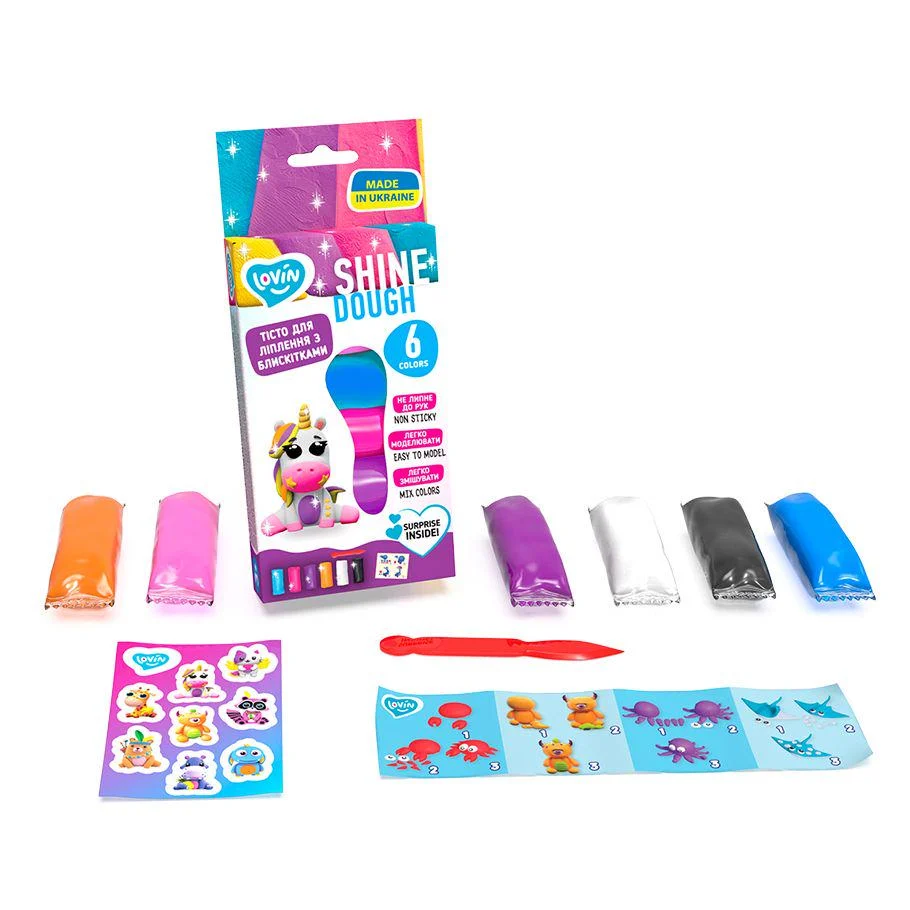 MADE
IN UKRAINE
LOVIN
SHINE
DOUGH
ТІСТО ДЛЯ
ЛІПЛЕННЯ З
БЛИСКІТКАМИ
6
COLORS
НЕ ЛИПНЕ
ДО РУК
NON STICKY
ЛЕГКО
МОДЕЛЮВАТИ
EASY TO MODEL
ЛЕГКО
ЗМІШУВАТИ
MIX COLORS
SURPRISE
INSIDE!
LOVIN
LOVIN
1
2
3
1
2
3
1
2
3
1
2
3